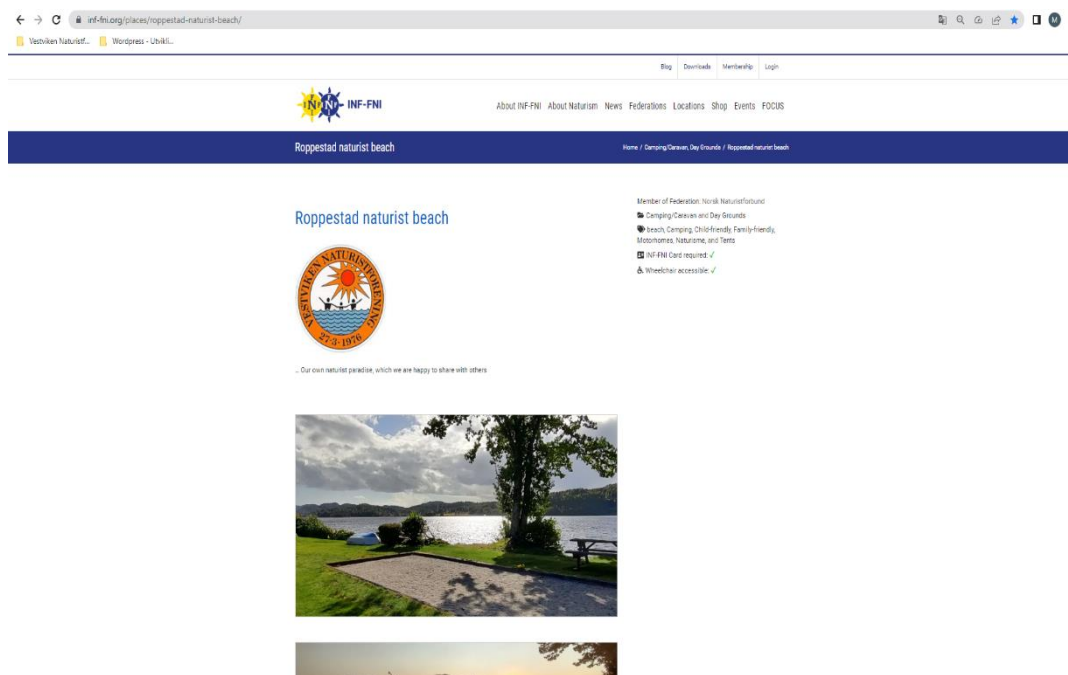 inf-fni.org/places/roppestad-naturist-beach/
M
Vestviken Naturistf...
Wordpress - Utvikli...
Blog
Downloads
Membership
Login
INF-FNI
About INF-FNI
About Naturism
News
Federations
Locations
Shop
Events
FOCUS
Roppestad naturist beach
Home / Camping/Caravan, Day Grounds / Roppestad naturist beach
Roppestad naturist beach
VESTVIKEN NATURISTFORENING
27-3-1976
... Our own naturist paradise, which we are happy to share with others
Member of Federation: Norsk Naturistforbund
Camping/Caravan and Day Grounds
beach, Camping, Child-friendly, Family-friendly,
Motorhomes, Naturisme, and Tents
INF-FNI Card required: ✓
Wheelchair accessible: ✓